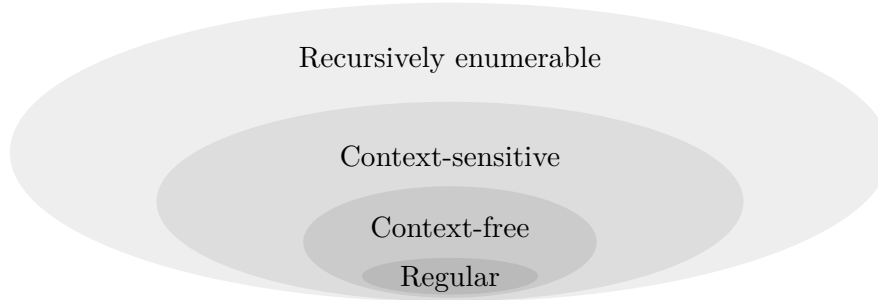 Recursively enumerable
Context-sensitive
Context-free
Regular